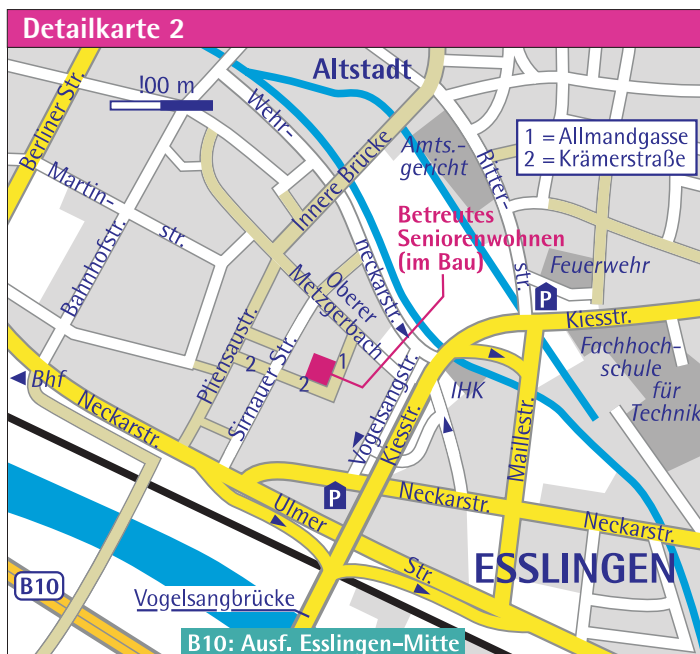 Detailkarte 2
!00 m
Altstadt
Berliner Str.
Wehr-
neckarstr.
Amts.-
gericht
Ritter-
str.
1 = Allmandgasse
2 = Krämerstraße
Martin-
str.
Innere Brücke
Bahnhofstr.
Betreutes
Seniorenwohnen
(im Bau)
Oberer
Metzgerbach
Feuerwehr
P
Kiesstr.
Fachhoch-
schule
für
Technik
Bhf
Pliensaustr.
Sirnauer Str.
2
1
2
Vogelsangstr.
Kiesstr.
IHK
Maillestr.
Neckarstr.
P
Neckarstr.
Neckarstr.
Ulmer
Str.
ESSLINGEN
B10
Vogelsangbrücke
B10: Ausf. Esslingen-Mitte